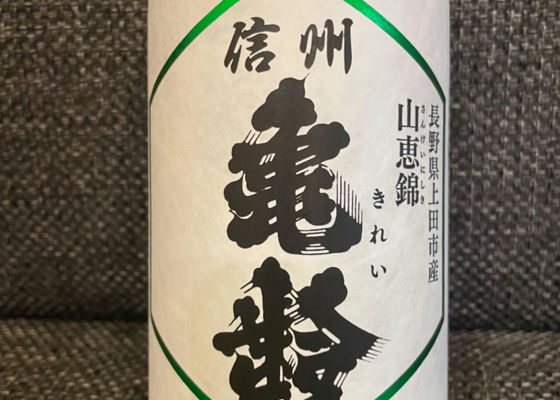 信州
長野県上田市産
山恵錦
さんけいにしき
亀齢
きれい